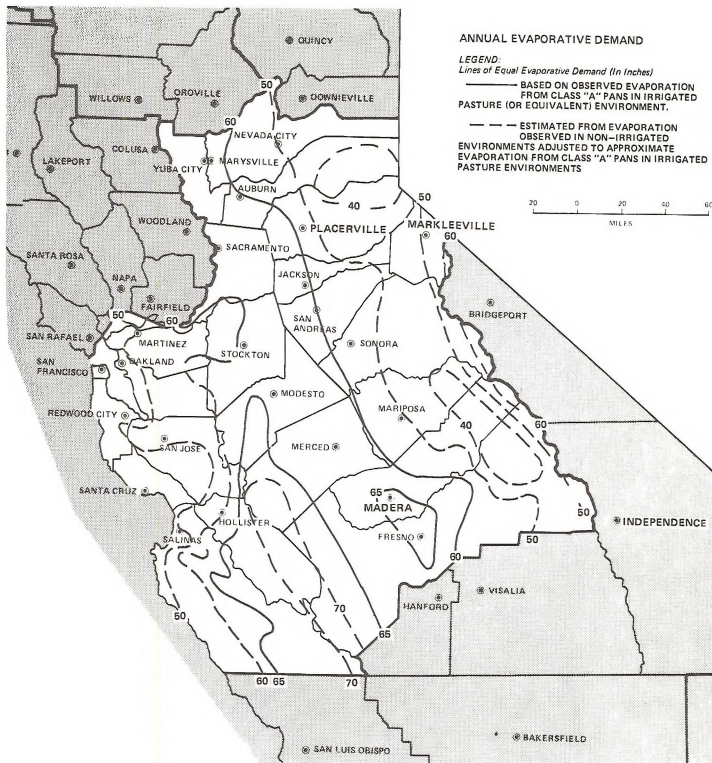 ANNUAL EVAPORATIVE DEMAND
LEGEND:
Lines of Equal Evaporative Demand (In Inches)
BASED ON OBSERVED EVAPORATION
FROM CLASS "A" PANS IN IRRIGATED
PASTURE (OR EQUIVALENT) ENVIRONMENT.
ESTIMATED FROM EVAPORATION
OBSERVED IN NON-IRRIGATED
ENVIRONMENTS ADJUSTED TO APPROXIMATE
EVAPORATION FROM CLASS "A" PANS IN IRRIGATED
PASTURE ENVIRONMENTS
20 0 20 40 60
MILES
QUINCY
50
WILLOWS
OROVILLE
DOWNIEVILLE
60
NEVADA CITY
COLUSA
LAKEPORT
YUBA CITY
MARYSVILLE
AUBURN
40
50
WOODLAND
PLACERVILLE
MARKLEEVILLE
60
SACRAMENTO
SANTA ROSA
NAPA
JACKSON
FAIRFIELD
BRIDGEPORT
50
60
SAN ANDREAS
SAN RAFAEL
MARTINEZ
STOCKTON
SONORA
OAKLAND
SAN FRANCISCO
MODESTO
REDWOOD CITY
MARIPOSA
40
60
SAN JOSE
MERCED
SANTA CRUZ
65
MADERA
50
HOLLISTER
INDEPENDENCE
SALINAS
FRESNO
50
60
VISALIA
HANFORD
50
70
65
60 65
70
BAKERSFIELD
SAN LUIS OBISPO